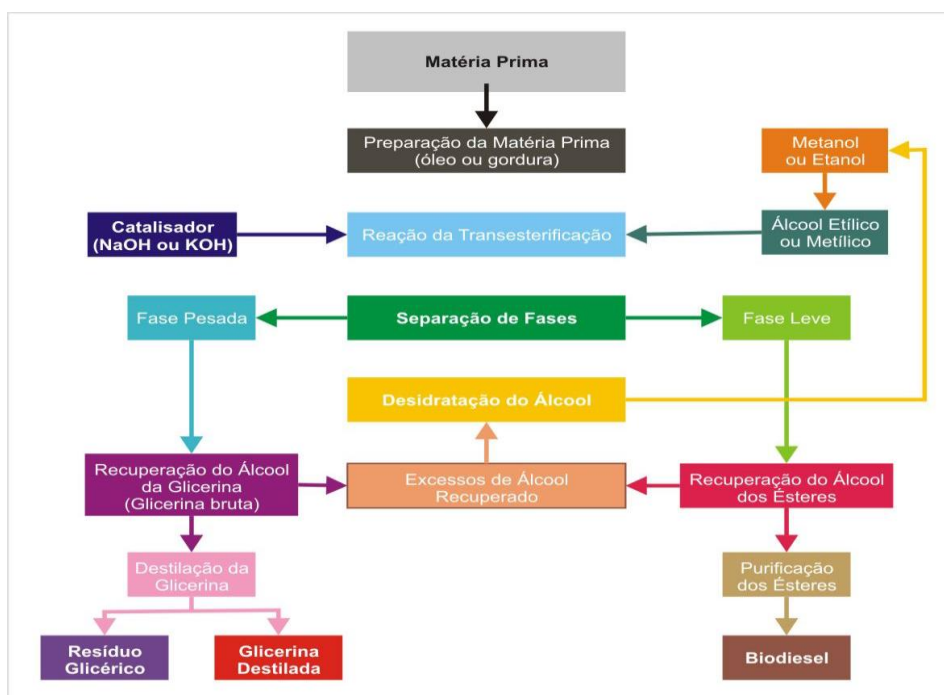 Matéria Prima
Preparação da Matéria Prima
(óleo ou gordura)
Metanol
ou Etanol
Catalisador
(NaOH ou KOH)
Reação da Transesterificação
Álcool Etílico
ou Metílico
Fase Pesada
Separação de Fases
Fase Leve
Desidratação do Álcool
Recuperação do Álcool
da Glicerina
(Glicerina bruta)
Excessos de Álcool
Recuperado
Recuperação do Álcool
dos Ésteres
Destilação da
Glicerina
Purificação
dos Ésteres
Resíduo
Glicérico
Glicerina
Destilada
Biodiesel